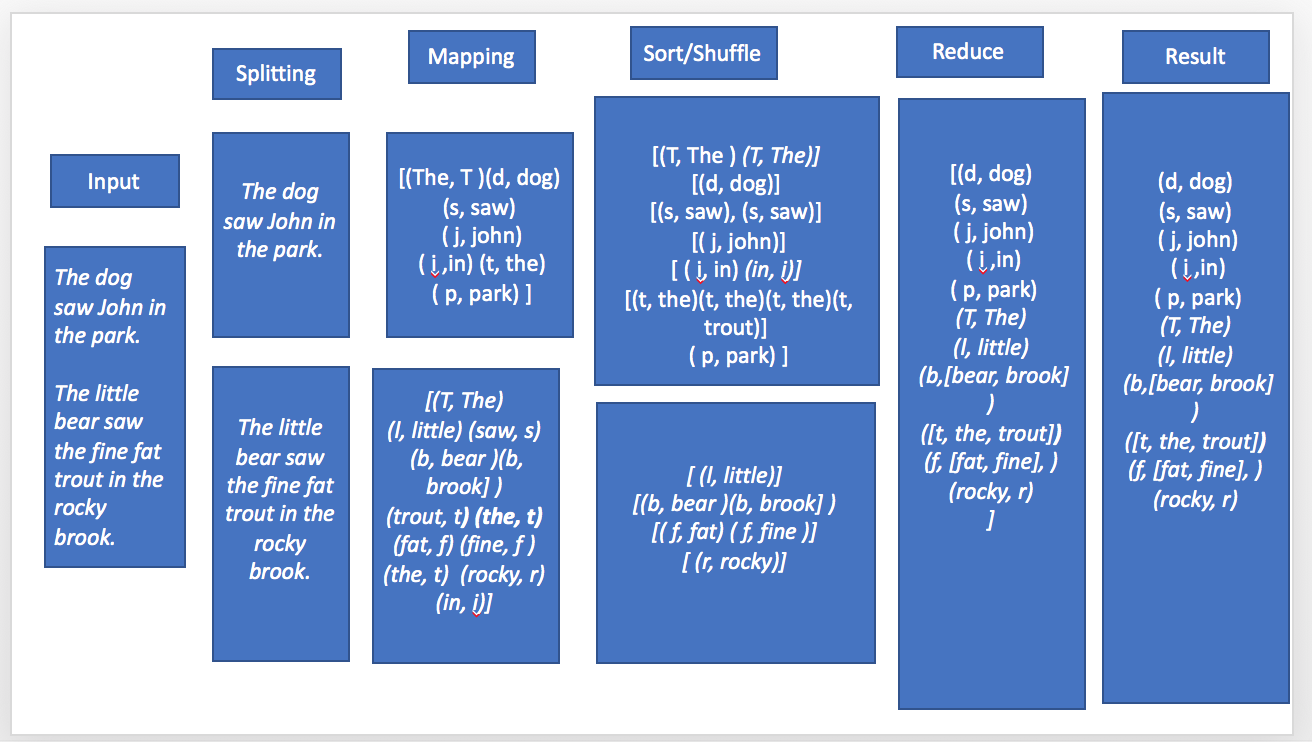 Input
The dog
saw John in
the park.
The little
bear saw
the fine fat
trout in the
rocky
brook.
Splitting
The dog
saw John in
the park.
The little
bear saw
the fine fat
trout in the
rocky
brook.
Mapping
[(The, T )(d, dog)
(s, saw)
( j, john)
( i ,in) (t, the)
( p, park) ]
[(T, The)
(l, little) (saw, s)
(b, bear )(b,
brook] )
(trout, t) (the, t)
(fat, f) (fine, f )
(the, t) (rocky, r)
(in, i)]
Sort/Shuffle
[(T, The ) (T, The)]
[(d, dog)]
[(s, saw), (s, saw)]
[( j, john)]
[ ( i, in) (in, i)]
[(t, the)(t, the)(t, the)(t,
trout)]
( p, park) ]
[ (l, little)]
[(b, bear )(b, brook] )
[( f, fat) ( f, fine )]
[ (r, rocky)]
Reduce
[(d, dog)
(s, saw)
( j, john)
( i ,in)
( p, park)
(T, The)
(l, little)
(b,[bear, brook]
)
([t, the, trout])
(f, [fat, fine], )
(rocky, r)
]
Result
(d, dog)
(s, saw)
( j, john)
( i ,in)
( p, park)
(T, The)
(l, little)
(b,[bear, brook]
)
([t, the, trout])
(f, [fat, fine], )
(rocky, r)